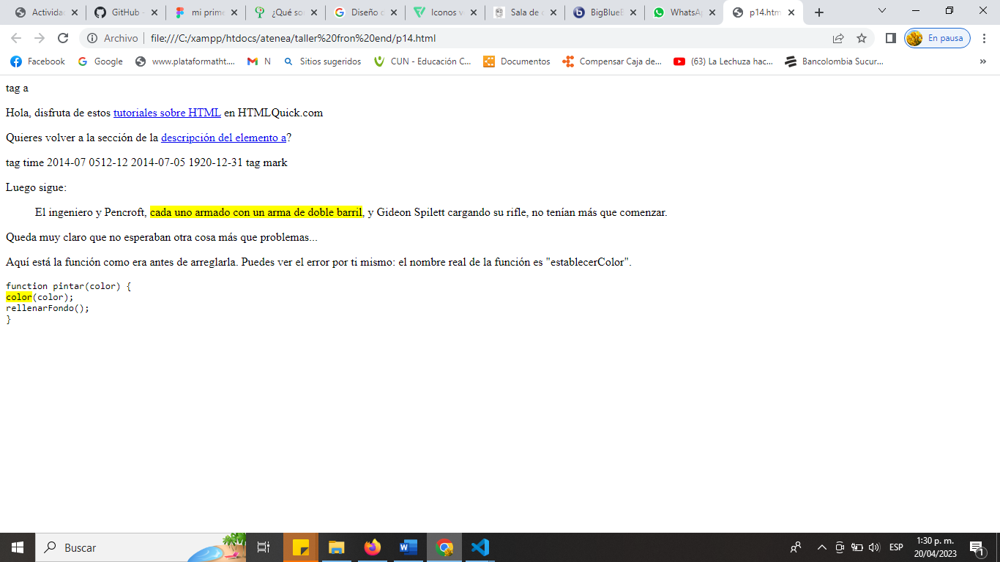 Activida
GitHub -
mi prime
¿Qué so
Diseño
Iconos v
Sala de
BigBlueB
WhatsA
p14.htm
Archivo
file:///C:/xampp/htdocs/atenea/taller%20fron%20end/p14.html
En pausa
Facebook
Google
www.plataformatht....
N
Sitios sugeridos
CUN - Educación C...
Documentos
Compensar Caja de...
(63) La Lechuza hac...
Bancolombia Sucur...
»
tag a
Hola, disfruta de estos tutoriales sobre HTML en HTMLQuick.com
Quieres volver a la sección de la descripción del elemento a?
tag time 2014-07 0512-12 2014-07-05 1920-12-31 tag mark
Luego sigue:
El ingeniero y Pencroft, cada uno armado con un arma de doble barril, y Gideon Spilett cargando su rifle, no tenían más que comenzar.
Queda muy claro que no esperaban otra cosa más que problemas...
Aquí está la función como era antes de arreglarla. Puedes ver el error por ti mismo: el nombre real de la función es "establecerColor".
function pintar(color) {
color(color);
rellenarFondo();
}
Buscar
ESP
1:30 p. m.
20/04/2023
1